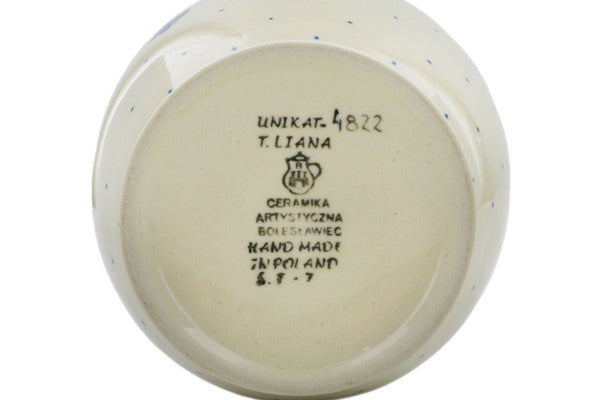 UNIKAT-4822
T. LIANA
CERAMIKA
ARTYSTYCZNA
BOLESŁAWIEC
HAND MADE
IN POLAND